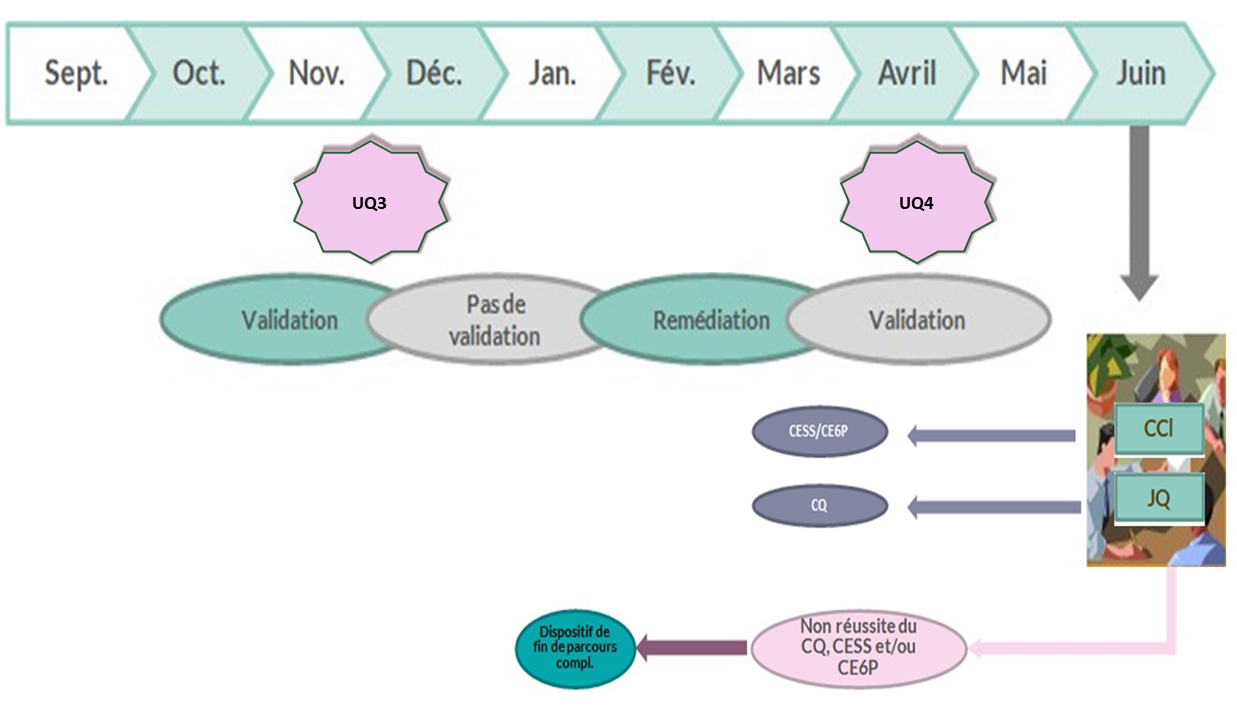 Sept. Oct. Nov. Déc. Jan. Fév. Mars Avril Mai Juin
UQ3
UQ4
Validation
Pas de
validation
Remédiation
Validation
CESS/CE6P
CCl
CQ
JQ
Dispositif de
fin de parcours
compl.
Non réussite du
CQ, CESS et/ou
CE6P